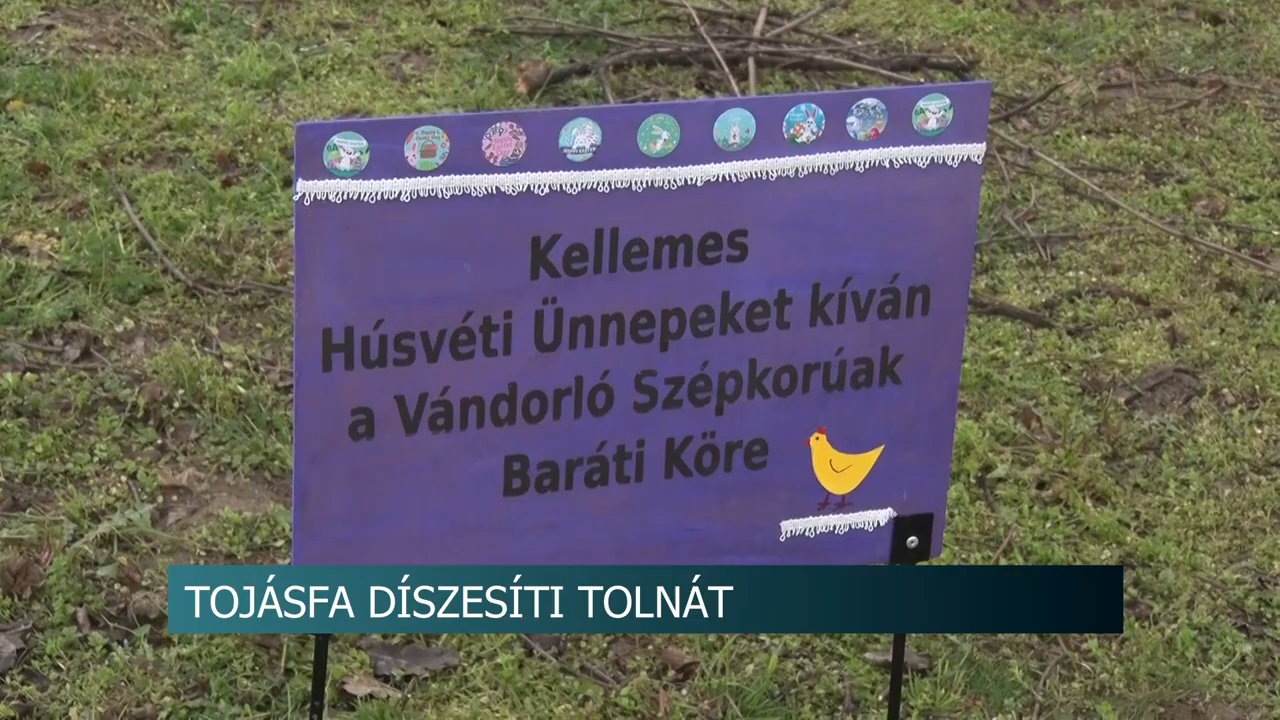 Kellemes
Húsvéti Ünnepeket kíván
a Vándorló Szépkorúak
Baráti Köre
TOJÁSFA DÍSZESÍTI TOLNÁT